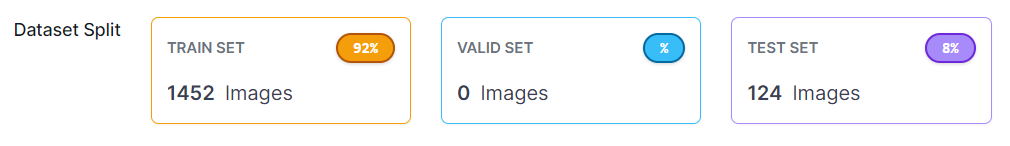 Dataset Split
TRAIN SET 92%
1452 Images
VALID SET %
0 Images
TEST SET 8%
124 Images